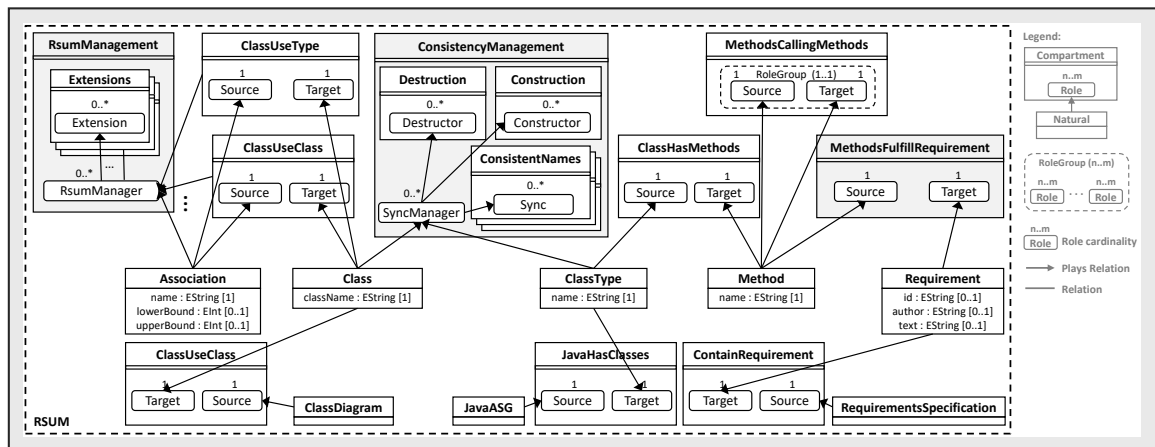 RsumManagement
Extensions
0..*
Extension
...
0..*
RsumManager
ClassUseType
1 1
Source Target
ClassUseClass
1 1
Source Target
⋮
ConsistencyManagement
Destruction
0..*
Destructor
Construction
0..*
Constructor
ConsistentNames
0..*
Sync
0..*
SyncManager
MethodsCallingMethods
1 RoleGroup (1..1) 1
Source Target
ClassHasMethods
1 1
Source Target
MethodsFulfillRequirement
1 1
Source Target
Association
name : EString [1]
lowerBound : EInt [0..1]
upperBound : EInt [0..1]
Class
className : EString [1]
ClassType
name : EString [1]
Method
name : EString [1]
Requirement
id : EString [0..1]
author : EString [0..1]
text : EString [0..1]
ClassUseClass
1 1
Target Source
ClassDiagram
JavaHasClasses
1 1
Source Target
JavaASG
ContainRequirement
1 1
Target Source
RequirementsSpecification
RSUM
Legend:
Compartment
n..m
Role
Natural
RoleGroup (n..m)
n..m n..m
Role ... Role
n..m
Role Role cardinality
Plays Relation
Relation